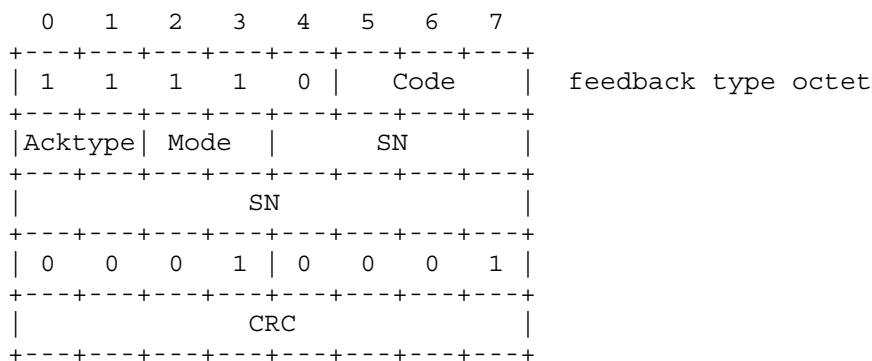 0   1   2   3   4   5   6   7
+---+---+---+---+---+---+---+---+
| 1   1   1   1   0 |   Code    |  feedback type octet
+---+---+---+---+---+---+---+---+
|Acktype| Mode  |      SN       |
+---+---+---+---+---+---+---+---+
|              SN               |
+---+---+---+---+---+---+---+---+
| 0   0   0   1 | 0   0   0   1 |
+---+---+---+---+---+---+---+---+
|              CRC              |
+---+---+---+---+---+---+---+---+